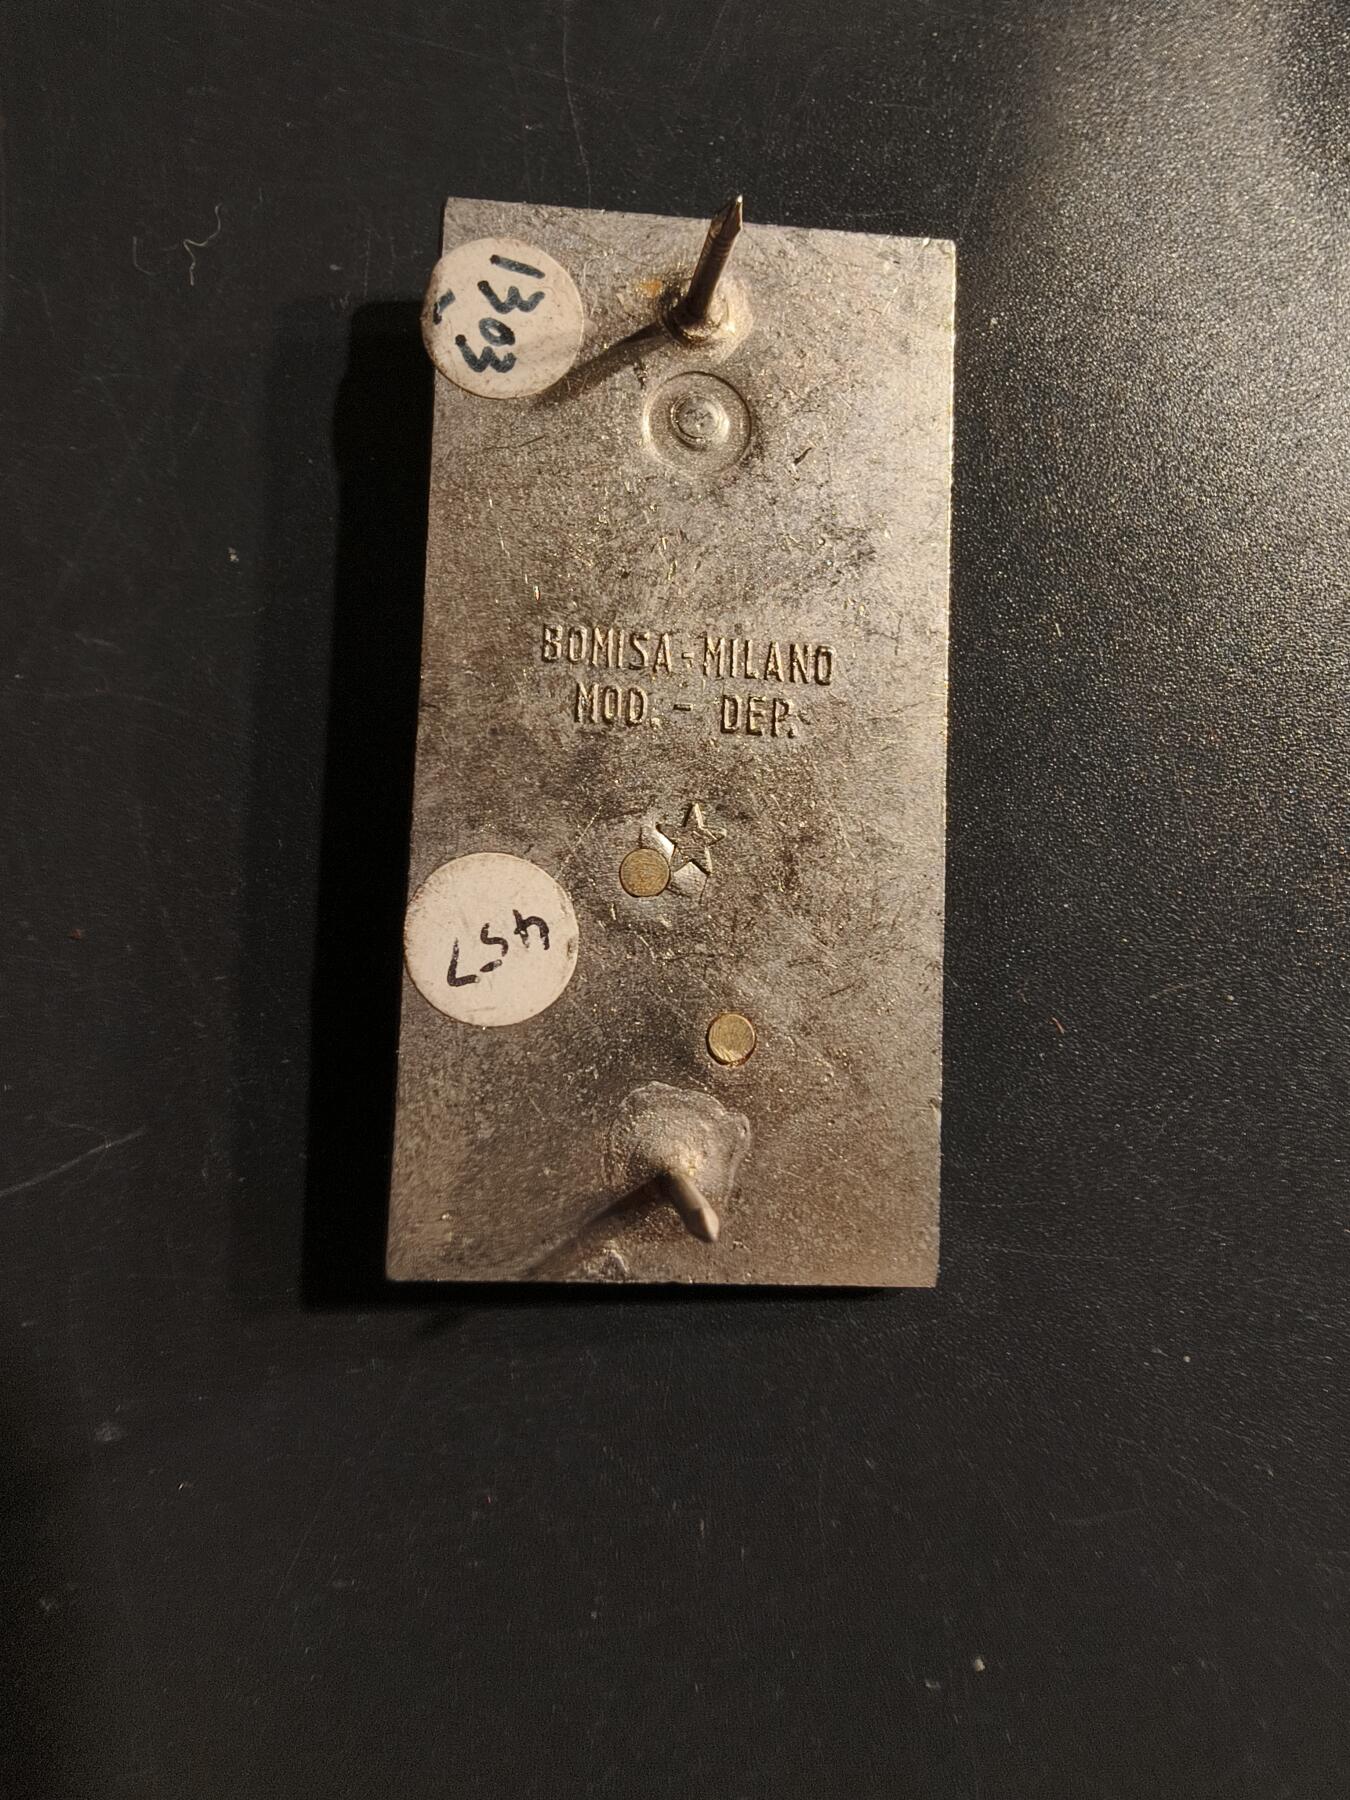 1303
BOMISA-MILANO
MOD. - DEP.
457